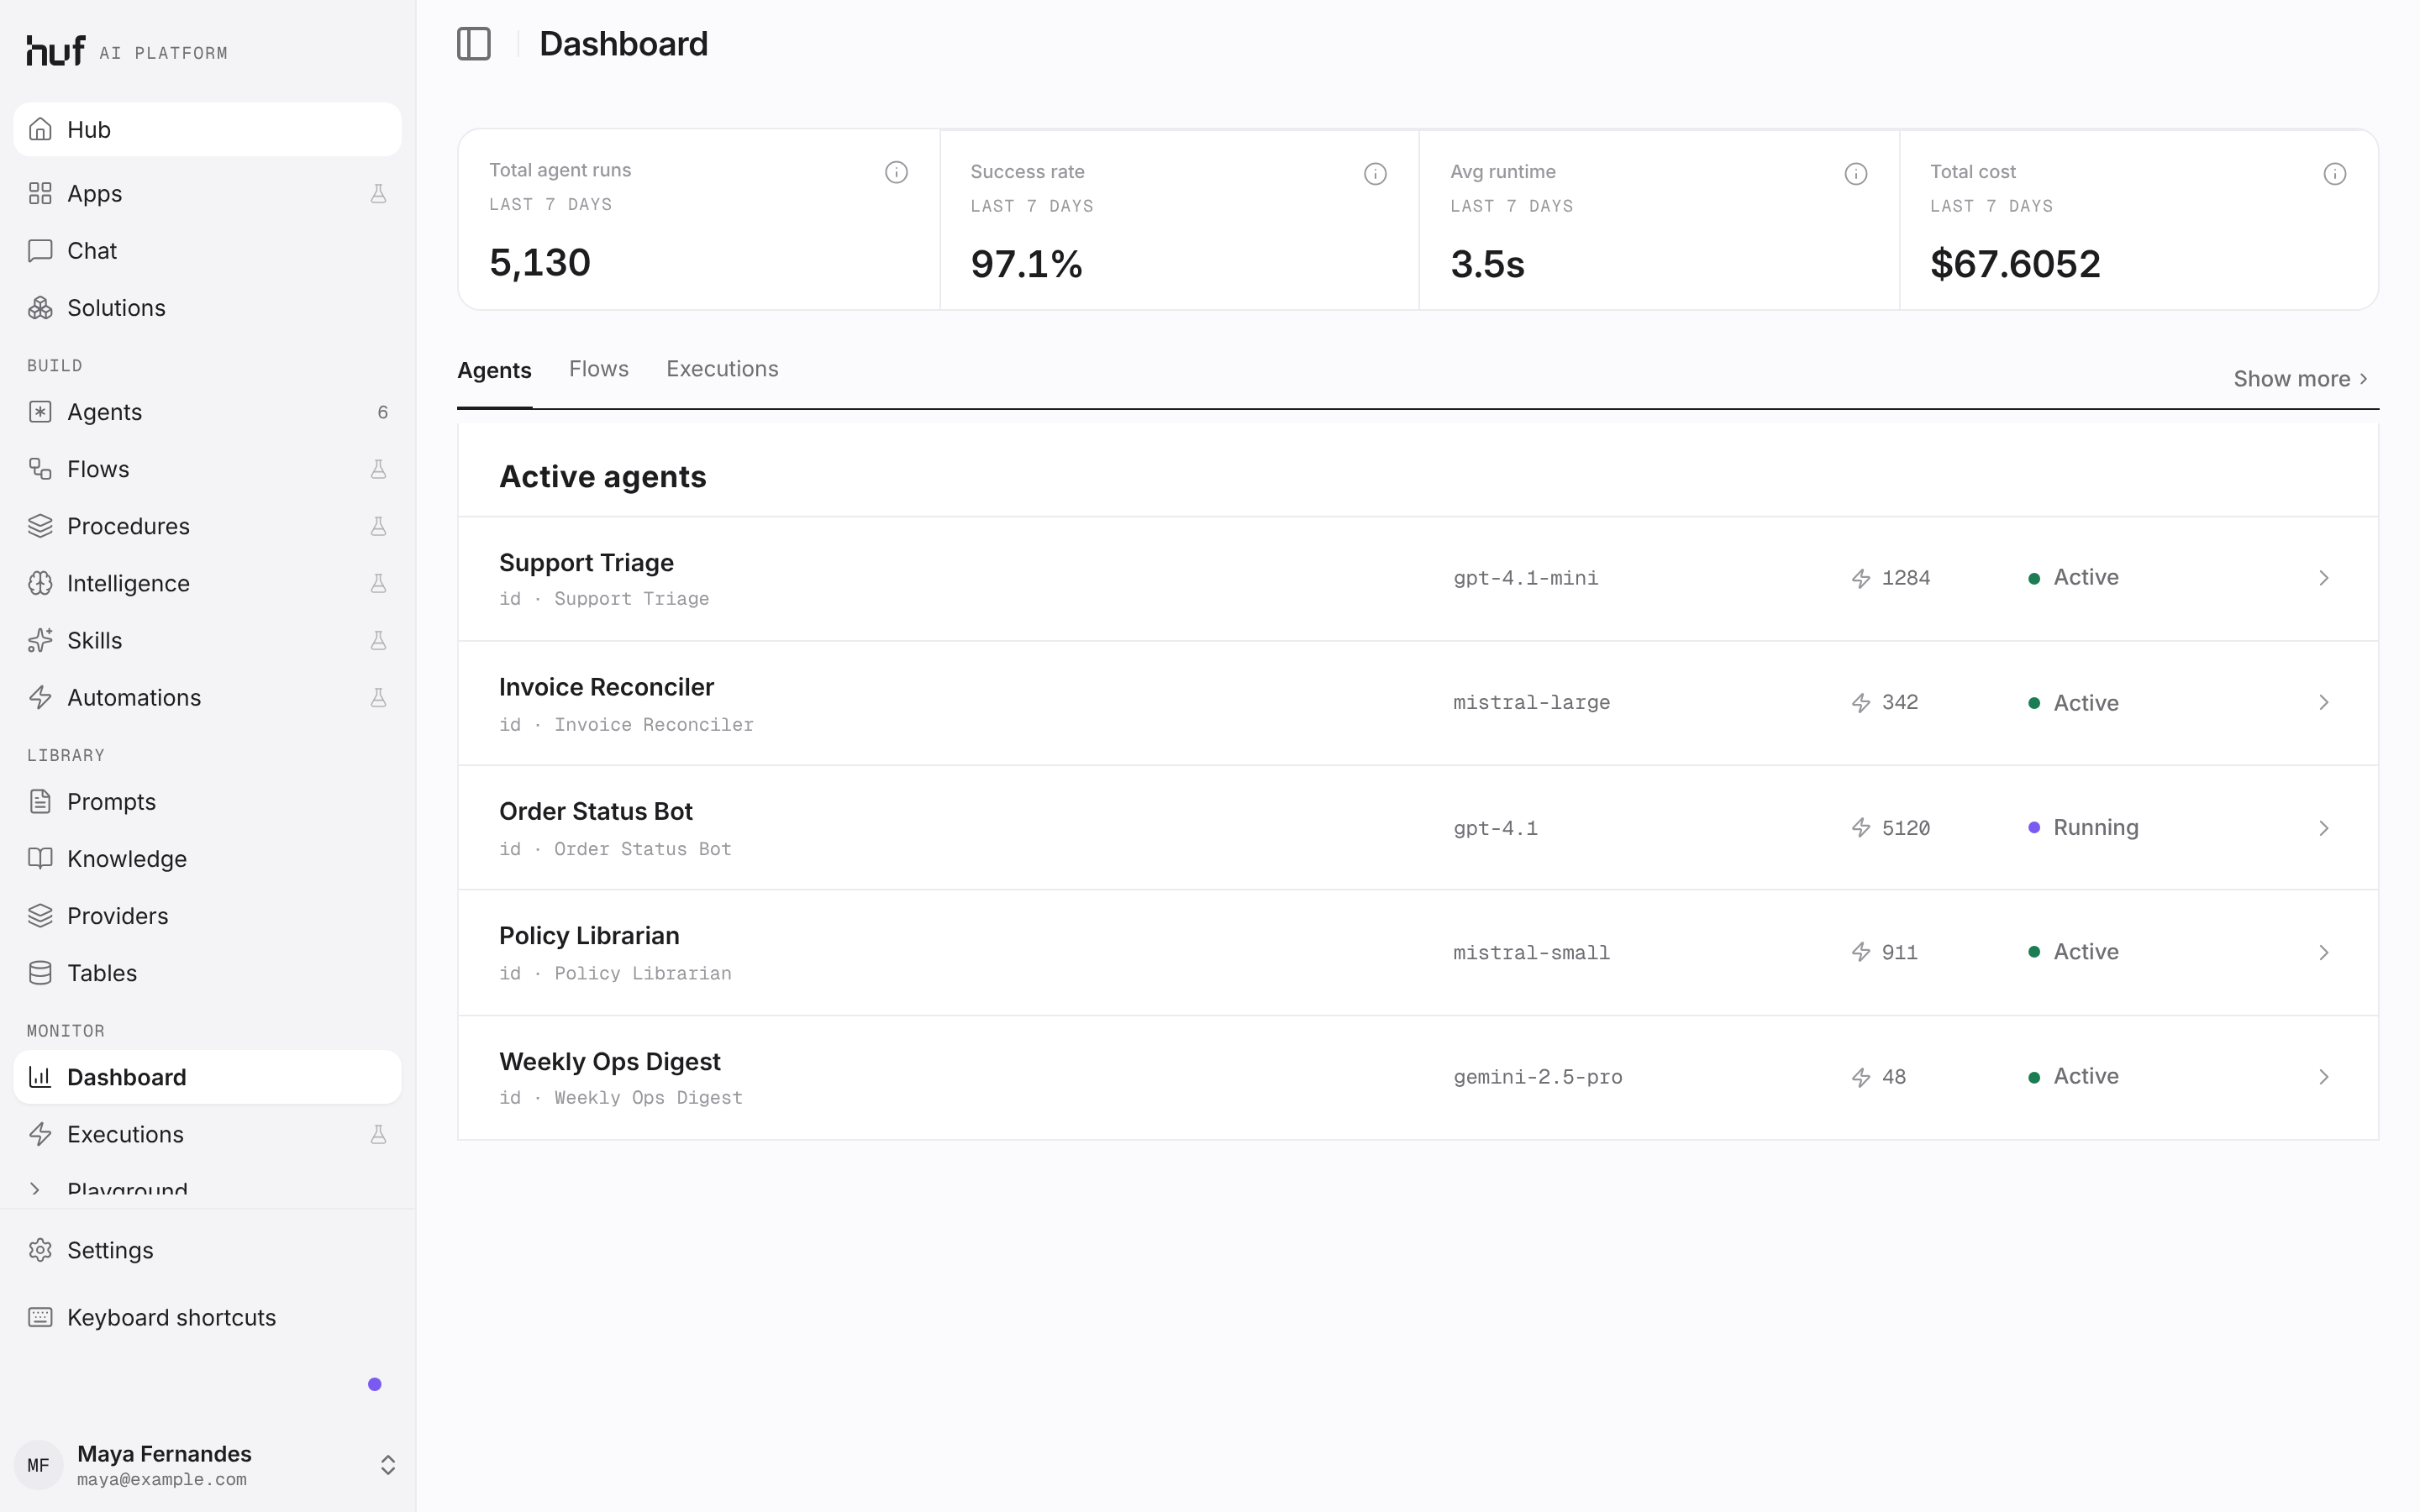 huf AI PLATFORM
Hub
Apps
Chat
Solutions
BUILD
Agents 6
Flows
Procedures
Intelligence
Skills
Automations
LIBRARY
Prompts
Knowledge
Providers
Tables
MONITOR
Dashboard
Executions
Playground
Settings
Keyboard shortcuts
MF
Maya Fernandes
maya@example.com
Dashboard
Total agent runs
LAST 7 DAYS
5,130
Success rate
LAST 7 DAYS
97.1%
Avg runtime
LAST 7 DAYS
3.5s
Total cost
LAST 7 DAYS
$67.6052
Agents Flows Executions Show more
Active agents
Support Triage
id · Support Triage
gpt-4.1-mini 1284 Active
Invoice Reconciler
id · Invoice Reconciler
mistral-large 342 Active
Order Status Bot
id · Order Status Bot
gpt-4.1 5120 Running
Policy Librarian
id · Policy Librarian
mistral-small 911 Active
Weekly Ops Digest
id · Weekly Ops Digest
gemini-2.5-pro 48 Active